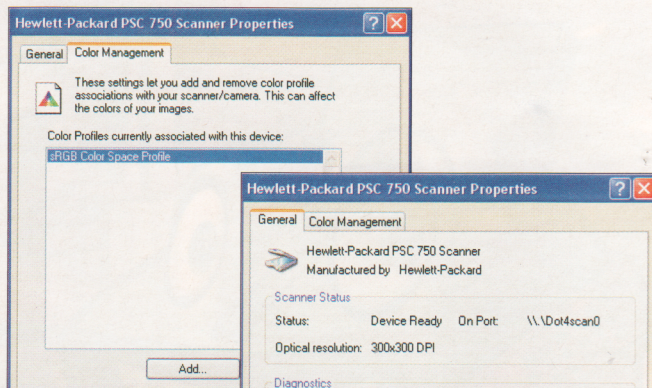 Hewlett-Packard PSC 750 Scanner Properties
General Color Management
These settings let you add and remove color profile
associations with your scanner/camera. This can affect
the colors of your images.
Color Profiles currently associated with this device:
sRGB Color Space Profile
Add...
Hewlett-Packard PSC 750 Scanner Properties
General Color Management
Hewlett-Packard PSC 750 Scanner
Manufactured by Hewlett-Packard
Scanner Status
Status: Device Ready On Port: \\.\Dot4scan0
Optical resolution: 300x300 DPI
Diagnostics